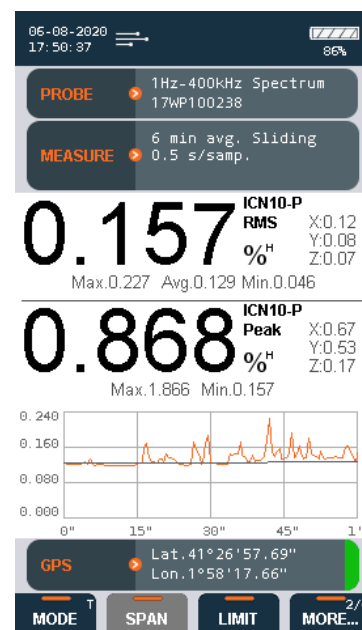 06-08-2020
17:50:37
86%
PROBE
1Hz-400kHz Spectrum
17WP100238
MEASURE
6 min avg. Sliding
0.5 s/samp.
0.157
ICN10-P
RMS
%H
X:0.12
Y:0.08
Z:0.07
Max.0.227 Avg.0.129 Min.0.046
0.868
ICN10-P
Peak
%H
X:0.67
Y:0.53
Z:0.17
Max.1.866 Min.0.157
0.240
0.160
0.080
0.000
0" 15" 30" 45" 1'
GPS
Lat.41°26'57.69"
Lon.1°58'17.66"
MODE T
SPAN
LIMIT
MORE... 2/